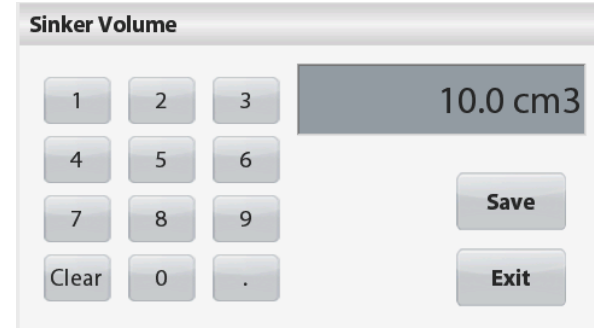 Sinker Volume
10.0 cm3
1 2 3
4 5 6
7 8 9
Clear 0 .
Save
Exit